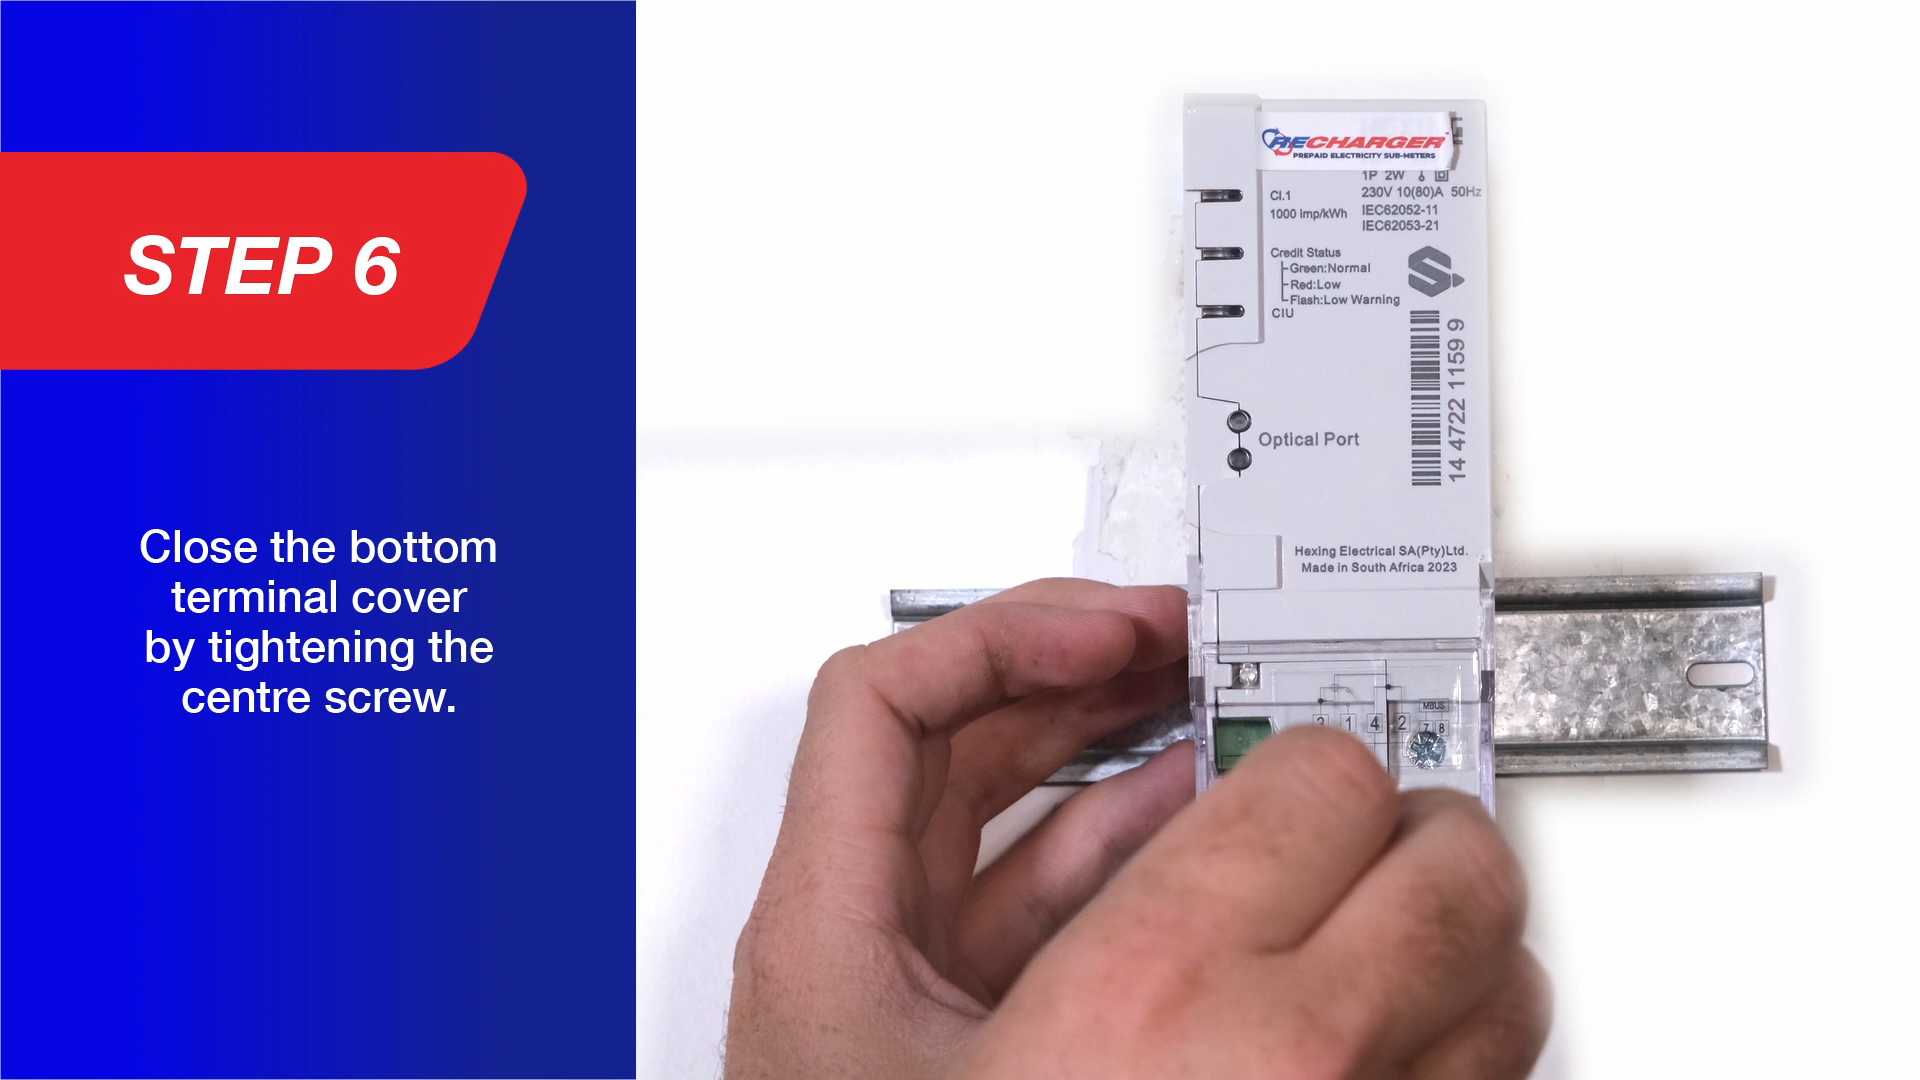 STEP 6
Close the bottom
terminal cover
by tightening the
centre screw.
RECHARGER
PREPAID ELECTRICITY SUB-METERS
1P 2W
Cl.1
230V 10(80)A 50Hz
1000 imp/kWh
IEC62052-11
IEC62053-21
Credit Status
Green:Normal
Red:Low
Flash:Low Warning
CIU
14 4722 1159 9
Optical Port
Hexing Electrical SA(Pty)Ltd.
Made in South Africa 2023
MBUS
3 1 4 2 7 8